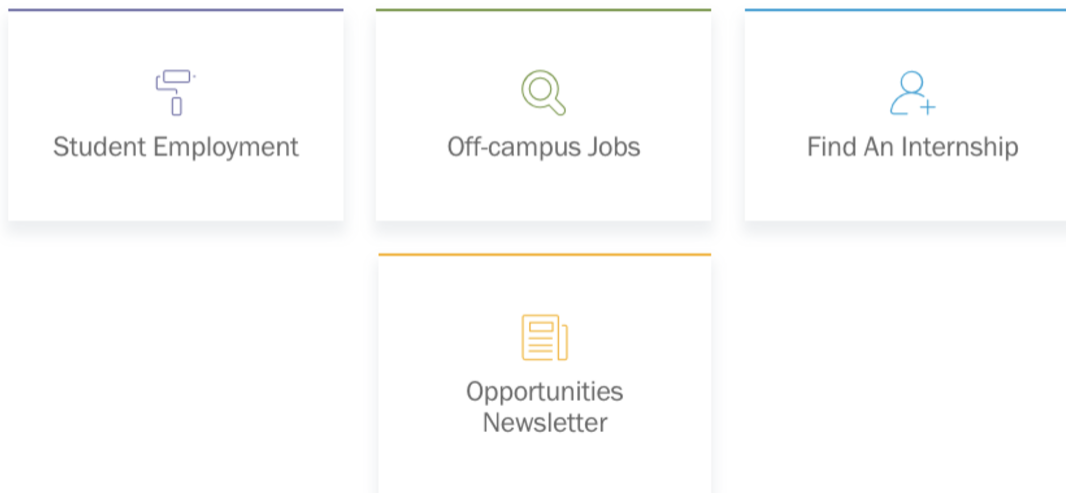 Student Employment
Off-campus Jobs
Find An Internship
Opportunities
Newsletter